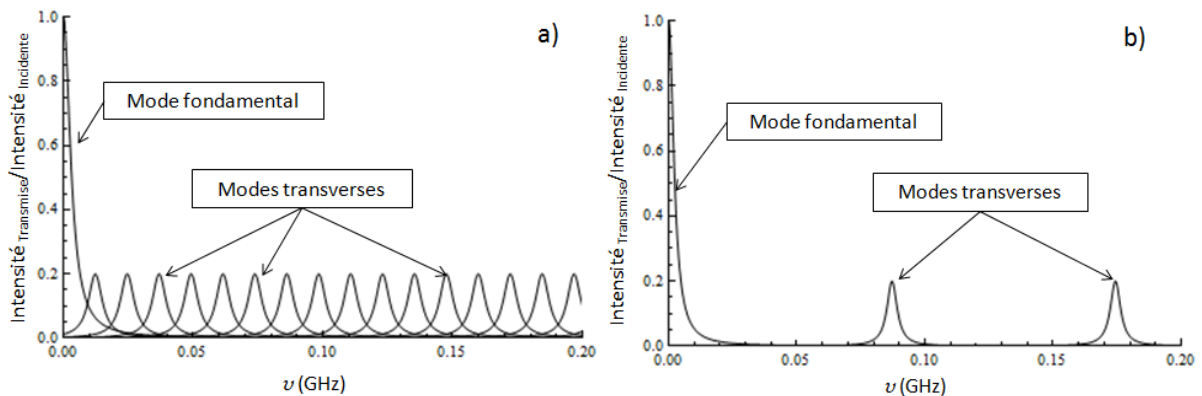 a)
Intensité Transmise/Intensité Incidente
1.0
0.8
0.6
0.4
0.2
0.0
Mode fondamental
Modes transverses
0.00 0.05 0.10 0.15 0.20
υ (GHz)
b)
Intensité Transmise/Intensité Incidente
1.0
0.8
0.6
0.4
0.2
0.0
Mode fondamental
Modes transverses
0.00 0.05 0.10 0.15 0.20
υ (GHz)